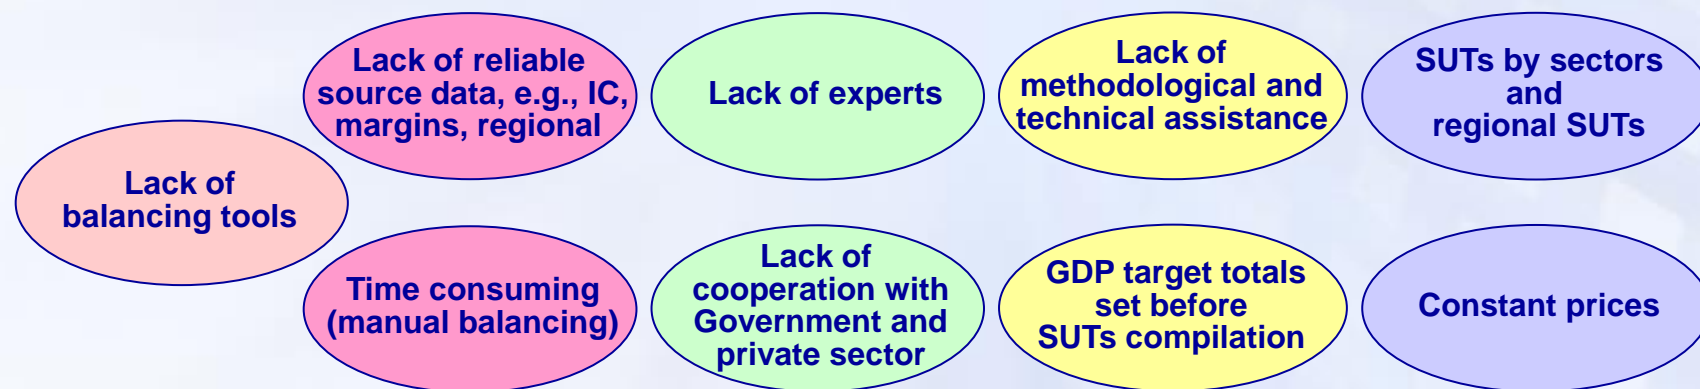 Lack of
balancing tools
Lack of reliable
source data, e.g., IC,
margins, regional
Time consuming
(manual balancing)
Lack of experts
Lack of
cooperation with
Government and
private sector
Lack of
methodological and
technical assistance
GDP target totals
set before
SUTs compilation
SUTs by sectors
and
regional SUTs
Constant prices